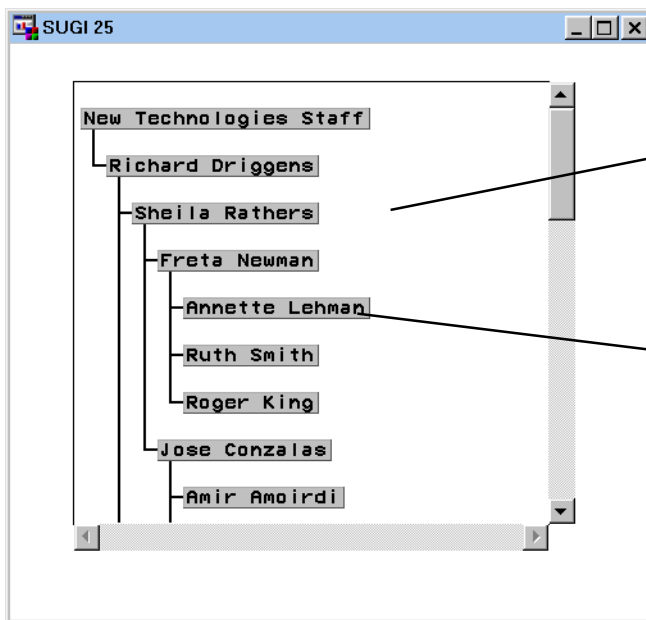 SUGI 25
New Technologies Staff
Richard Driggens
Sheila Rathers
Freta Newman
Annette Lehman
Ruth Smith
Roger King
Jose Conzalas
Amir Amoirdi